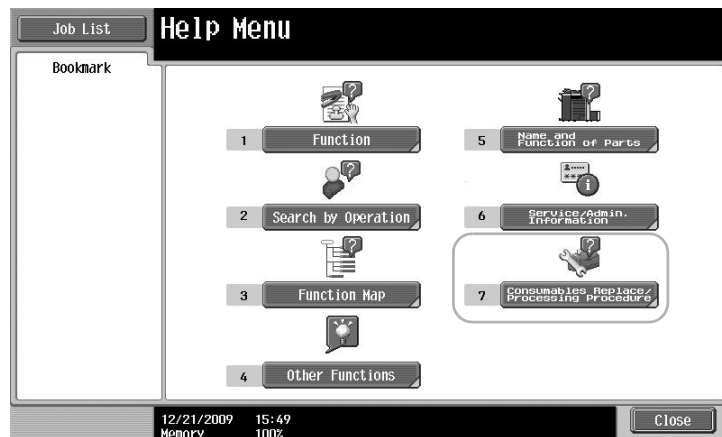 Job List
Help Menu
Bookmark
1 Function
2 Search by Operation
3 Function Map
4 Other Functions
5 Name and
Function of Parts
6 Service/Admin.
Information
7 Consumables Replace/
Processing Procedure
12/21/2009 15:49
Memory 100%
Close